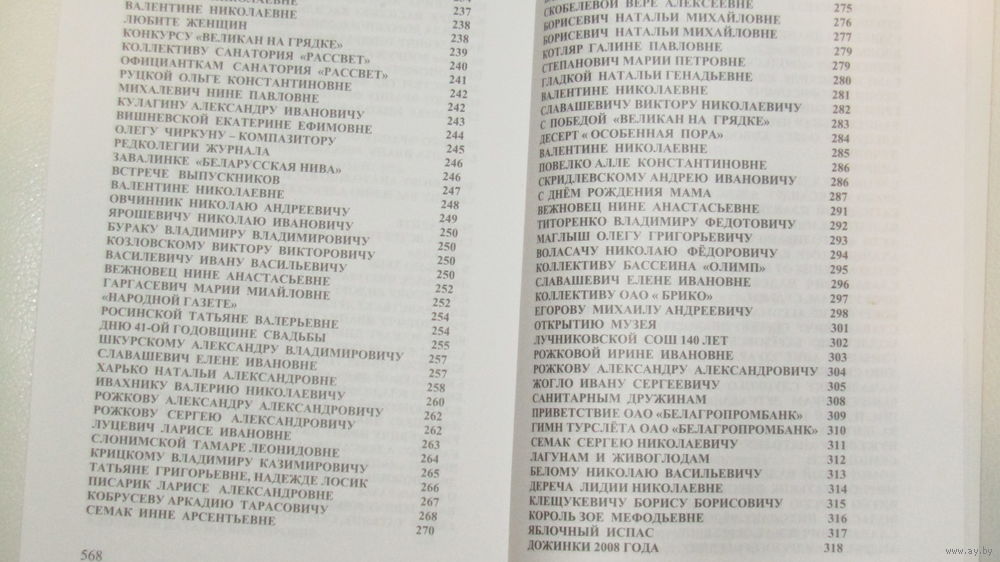 ВАЛЕНТИНЕ НИКОЛАЕВНЕ 237
ЛЮБИТЕ ЖЕНЩИН 238
КОНКУРСУ «ВЕЛИКАН НА ГРЯДКЕ» 238
КОЛЛЕКТИВУ САНАТОРИЯ «РАССВЕТ» 239
ОФИЦИАНТКАМ САНАТОРИЯ «РАССВЕТ» 240
РУЦКОЙ ОЛЬГЕ КОНСТАНТИНОВНЕ 241
МИХАЛЕВИЧ НИНЕ ПАВЛОВНЕ 242
КУЛАГИНУ АЛЕКСАНДРУ ИВАНОВИЧУ 242
ВИШНЕВСКОЙ ЕКАТЕРИНЕ ЕФИМОВНЕ 243
ОЛЕГУ ЧИРКУНУ – КОМПАЗИТОРУ 244
РЕДКОЛЕГИИ ЖУРНАЛА 245
ЗАВАЛИНКЕ «БЕЛАРУССКАЯ НИВА» 246
ВСТРЕЧЕ ВЫПУСКНИКОВ 246
ВАЛЕНТИНЕ НИКОЛАЕВНЕ 247
ОВЧИННИК НИКОЛАЮ АНДРЕЕВИЧУ 248
ЯРОШЕВИЧУ НИКОЛАЮ ИВАНОВИЧУ 249
БУРАКУ ВЛАДИМИРУ ВЛАДИМИРОВИЧУ 250
КОЗЛОВСКОМУ ВИКТОРУ ВИКТОРОВИЧУ 250
ВАСИЛЕВИЧУ ИВАНУ ВАСИЛЬЕВИЧУ 250
ВЕЖНОВЕЦ НИНЕ АНАСТАСЬЕВНЕ 252
ГАРГАСЕВИЧ МАРИИ МИАЙЛОВНЕ 252
«НАРОДНОЙ ГАЗЕТЕ» 254
РОСИНСКОЙ ТАТЬЯНЕ ВАЛЕРЬЕВНЕ 254
ДНЮ 41-ОЙ ГОДОВЩИНЕ СВАДЬБЫ 255
ШКУРСКОМУ АЛЕКСАНДРУ ВЛАДИМИРОВИЧУ 257
СЛАВАШЕВИЧ ЕЛЕНЕ ИВАНОВНЕ 257
ХАРЬКО НАТАЛЬИ АЛЕКСАНДРОВНЕ 258
ИВАХНИКУ ВАЛЕРИЮ НИКОЛАЕВИЧУ 260
РОЖКОВУ АЛЕКСАНДРУ АЛЕКСАНДРОВИЧУ 262
РОЖКОВУ СЕРГЕЮ АЛЕКСАНДРОВИЧУ 262
ЛУЦЕВИЧ ЛАРИСЕ ИВАНОВНЕ 263
СЛОНИМСКОЙ ТАМАРЕ ЛЕОНИДОВНЕ 264
КРИЦКОМУ ВЛАДИМИРУ КАЗИМИРОВИЧУ 265
ТАТЬЯНЕ ГРИГОРЬЕВНЕ, НАДЕЖДЕ ЛОСИК 266
ПИСАРИК ЛАРИСЕ АЛЕКСАНДРОВНЕ 267
КОБРУСЕВУ АРКАДИЮ ТАРАСОВИЧУ 268
СЕМАК ИННЕ АРСЕНТЬЕВНЕ 270
568
СКОБЕЛЕВОЙ ВЕРЕ АЛЕКСЕЕВНЕ 275
БОРИСЕВИЧ НАТАЛЬИ МИХАЙЛОВНЕ 276
БОРИСЕВИЧ НАТАЛЬИ МИХАЙЛОВНЕ 277
КОТЛЯР ГАЛИНЕ ПАВЛОВНЕ 279
СТЕПАНОВИЧ МАРИИ ПЕТРОВНЕ 279
ГЛАДКОЙ НАТАЛЬИ ГЕНАДЬЕВНЕ 280
ВАЛЕНТИНЕ НИКОЛАЕВНЕ 281
СЛАВАШЕВИЧУ ВИКТОРУ НИКОЛАЕВИЧУ 282
С ПОБЕДОЙ «ВЕЛИКАН НА ГРЯДКЕ» 283
ДЕСЕРТ « ОСОБЕННАЯ ПОРА» 284
ВАЛЕНТИНЕ НИКОЛАЕВНЕ 285
ПОВЕЛКО АЛЛЕ КОНСТАНТИНОВНЕ 286
СКРИДЛЕВСКОМУ АНДРЕЮ ИВАНОВИЧУ 286
С ДНЁМ РОЖДЕНИЯ МАМА 287
ВЕЖНОВЕЦ НИНЕ АНАСТАСЬЕВНЕ 291
ТИТОРЕНКО ВЛАДИМИРУ ФЕДОТОВИЧУ 292
МАГЛЫШ ОЛЕГУ ГРИГОРЬЕВИЧУ 293
ВОЛАСАЧУ НИКОЛАЮ ФЁДОРОВИЧУ 294
КОЛЛЕКТИВУ БАССЕИНА «ОЛИМП» 295
СЛАВАШЕВИЧ ЕЛЕНЕ ИВАНОВНЕ 296
КОЛЛЕКТИВУ ОАО « БРИКО» 297
ЕГОРОВУ МИХАИЛУ АНДРЕЕВИЧУ 298
ОТКРЫТИЮ МУЗЕЯ 301
ЛУЧНИКОВСКОЙ СОШ 140 ЛЕТ 302
РОЖКОВОЙ ИРИНЕ ИВАНОВНЕ 303
РОЖКОВУ АЛЕКСАНДРУ АЛЕКСАНДРОВИЧУ 304
ЖОГЛО ИВАНУ СЕРГЕЕВИЧУ 305
САНИТАРНЫМ ДРУЖИНАМ 308
ПРИВЕТСТВИЕ ОАО «БЕЛАГРОПРОМБАНК» 309
ГИМН ТУРСЛЁТА ОАО «БЕЛАГРОПРОМБАНК» 310
СЕМАК СЕРГЕЮ НИКОЛАЕВИЧУ 311
ЛАГУНАМ И ЖИВОГЛОДАМ 312
БЕЛОМУ НИКОЛАЮ ВАСИЛЬЕВИЧУ 313
ДЕРЕЧА ЛИДИИ НИКОЛАЕВНЕ 314
КЛЕЩУКЕВИЧУ БОРИСУ БОРИСОВИЧУ 315
КОРОЛЬ ЗОЕ МЕФОДЬЕВНЕ 316
ЯБЛОЧНЫЙ ИСПАС 317
ДОЖИНКИ 2008 ГОДА 318
www.ay.by